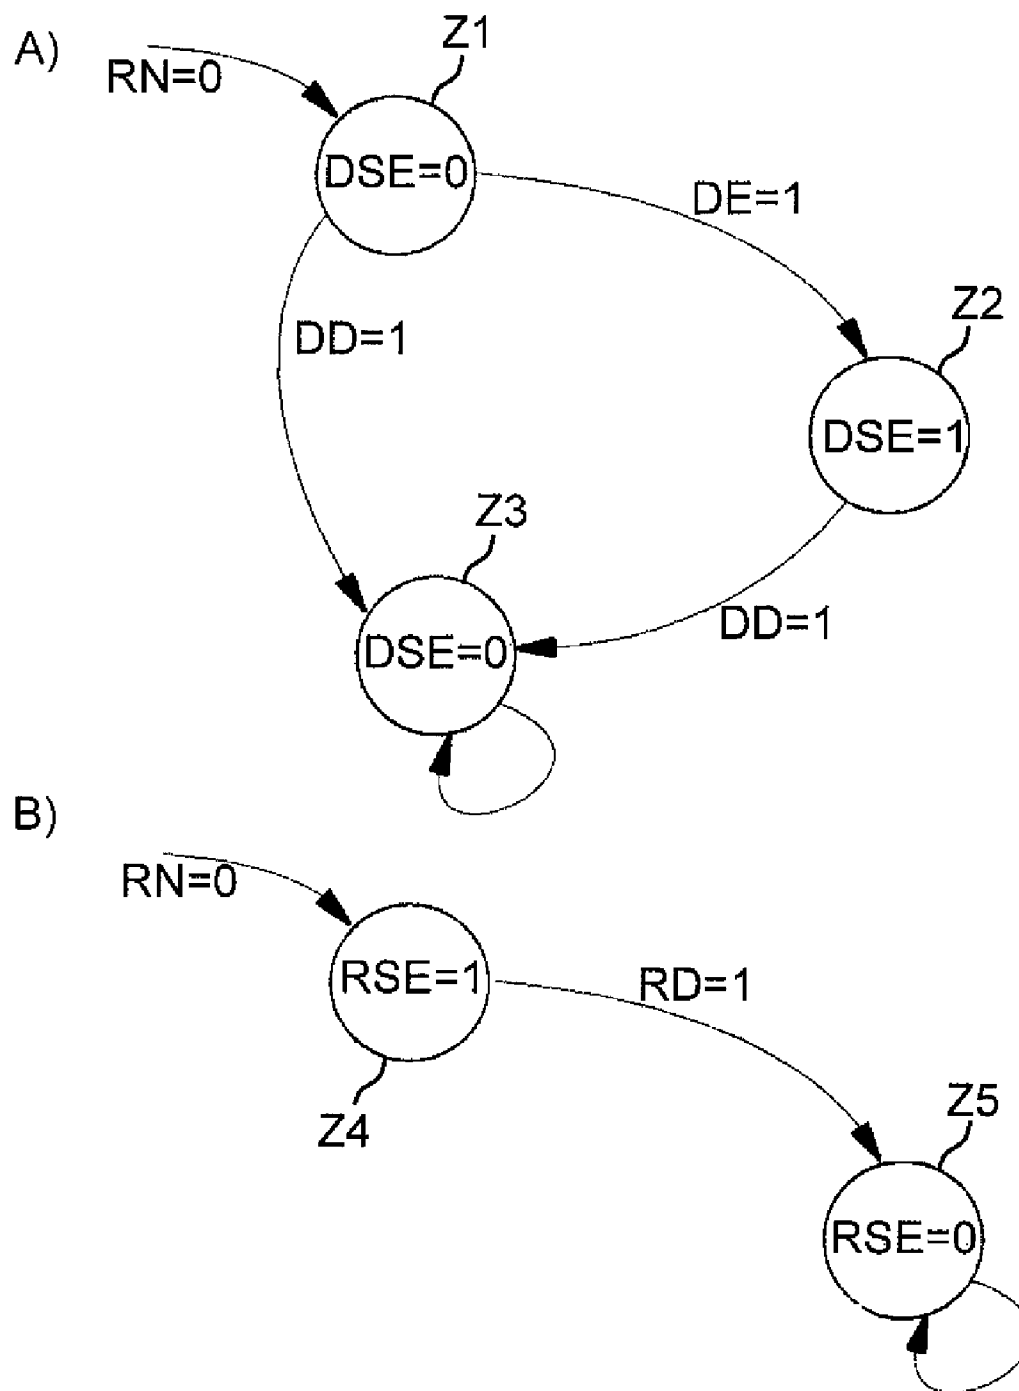 A)
Z1
RN=0
DSE=0
DE=1
Z2
DD=1
DSE=1
Z3
DD=1
DSE=0
B)
RN=0
RSE=1
RD=1
Z4
Z5
RSE=0